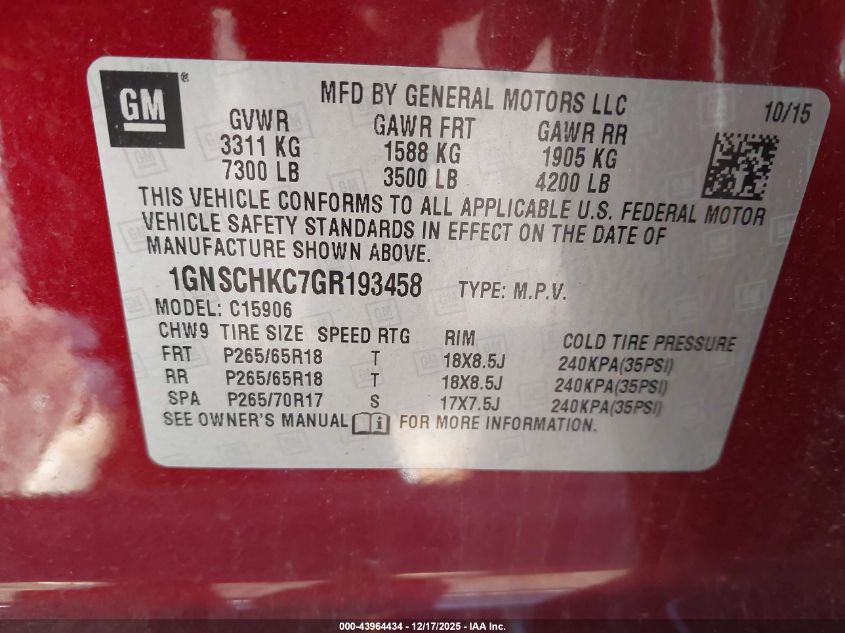 GM ®
MFD BY GENERAL MOTORS LLC
10/15
GVWR GAWR FRT GAWR RR
3311 KG 1588 KG 1905 KG
7300 LB 3500 LB 4200 LB
THIS VEHICLE CONFORMS TO ALL APPLICABLE U.S. FEDERAL MOTOR
VEHICLE SAFETY STANDARDS IN EFFECT ON THE DATE OF
MANUFACTURE SHOWN ABOVE.
1GNSCHKC7GR193458 TYPE: M.P.V.
MODEL: C15906
CHW9 TIRE SIZE SPEED RTG RIM COLD TIRE PRESSURE
FRT P265/65R18 T 18X8.5J 240KPA(35PSI)
RR P265/65R18 T 18X8.5J 240KPA(35PSI)
SPA P265/70R17 S 17X7.5J 240KPA(35PSI)
SEE OWNER'S MANUAL FOR MORE INFORMATION.
000-43964434 - 12/17/2025 - IAA Inc.